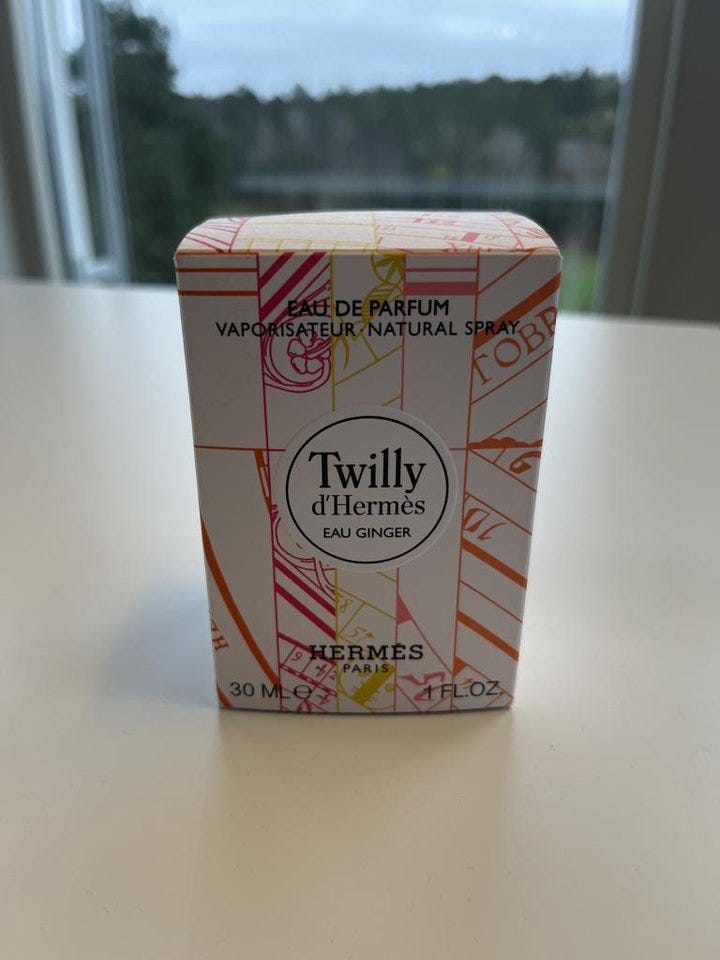 EAU DE PARFUM
VAPORISATEUR · NATURAL SPRAY
Twilly
d'Hermès
EAU GINGER
HERMÈS
PARIS
30 ML℮ 1 FL.OZ.